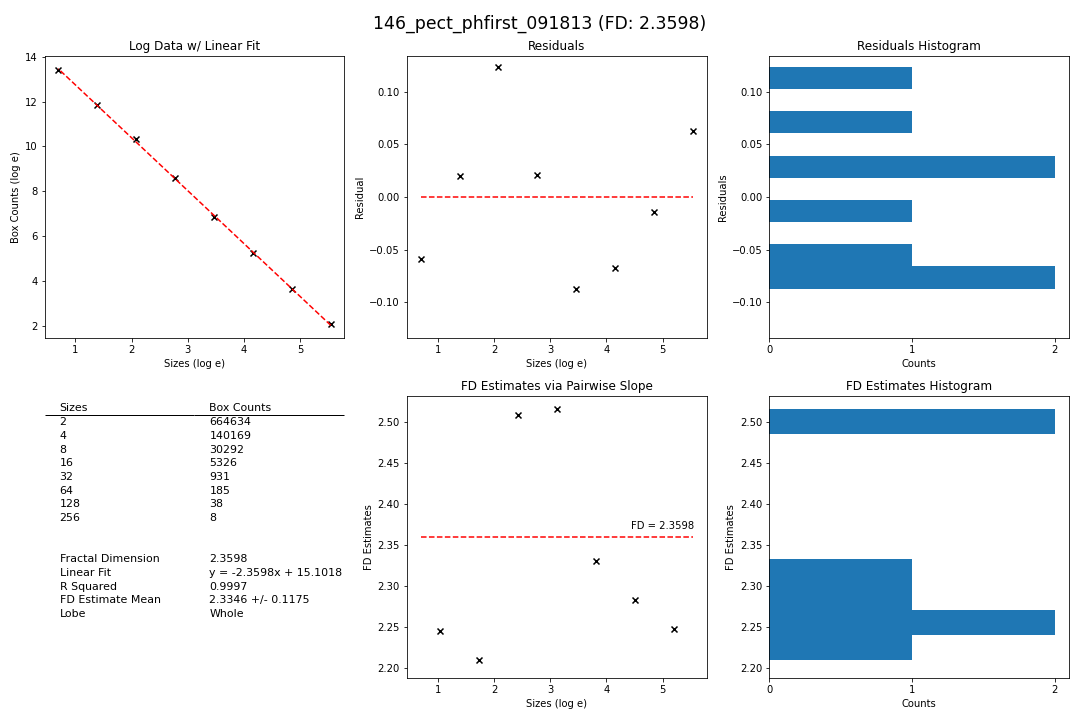 146_pect_phfirst_091813 (FD: 2.3598)
Log Data w/ Linear Fit
14
12
10
8
6
4
2
Box Counts (log e)
1 2 3 4 5
Sizes (log e)
Residuals
0.10
0.05
0.00
−0.05
−0.10
Residual
1 2 3 4 5
Sizes (log e)
Residuals Histogram
0.10
0.05
0.00
−0.05
−0.10
Residuals
0 1 2
Counts
Sizes Box Counts
2 664634
4 140169
8 30292
16 5326
32 931
64 185
128 38
256 8
Fractal Dimension 2.3598
Linear Fit y = -2.3598x + 15.1018
R Squared 0.9997
FD Estimate Mean 2.3346 +/- 0.1175
Lobe Whole
FD Estimates via Pairwise Slope
2.50
2.45
2.40
2.35
2.30
2.25
2.20
FD Estimates
FD = 2.3598
1 2 3 4 5
Sizes (log e)
FD Estimates Histogram
2.50
2.45
2.40
2.35
2.30
2.25
2.20
FD Estimates
0 1 2
Counts